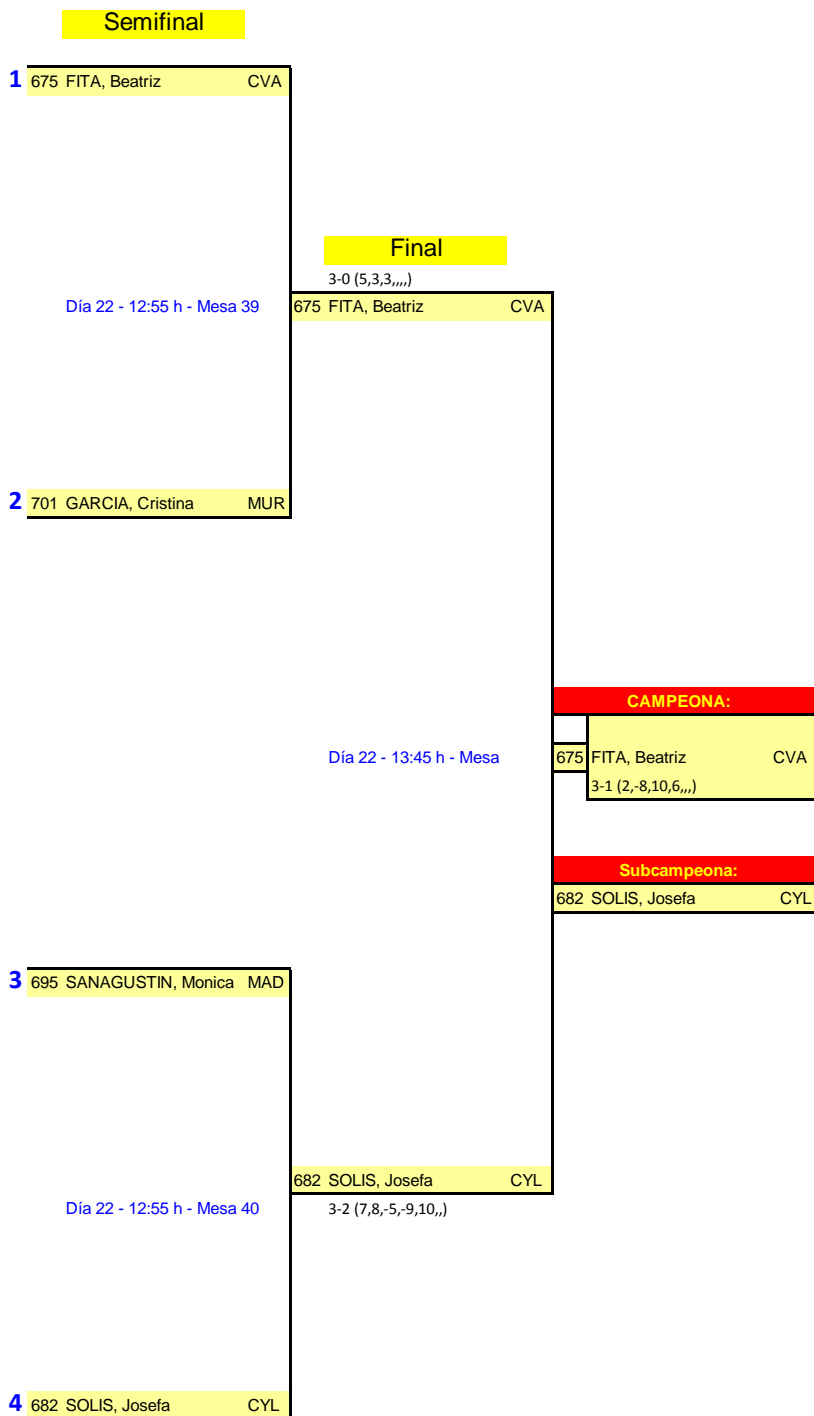 Semifinal
1 675 FITA, Beatriz CVA
Final
3-0 (5,3,3,,,,)
Día 22 - 12:55 h - Mesa 39
675 FITA, Beatriz CVA
2 701 GARCIA, Cristina MUR
CAMPEONA:
Día 22 - 13:45 h - Mesa
675 FITA, Beatriz CVA
3-1 (2,-8,10,6,,,)
Subcampeona:
682 SOLIS, Josefa CYL
3 695 SANAGUSTIN, Monica MAD
682 SOLIS, Josefa CYL
Día 22 - 12:55 h - Mesa 40
3-2 (7,8,-5,-9,10,,)
4 682 SOLIS, Josefa CYL